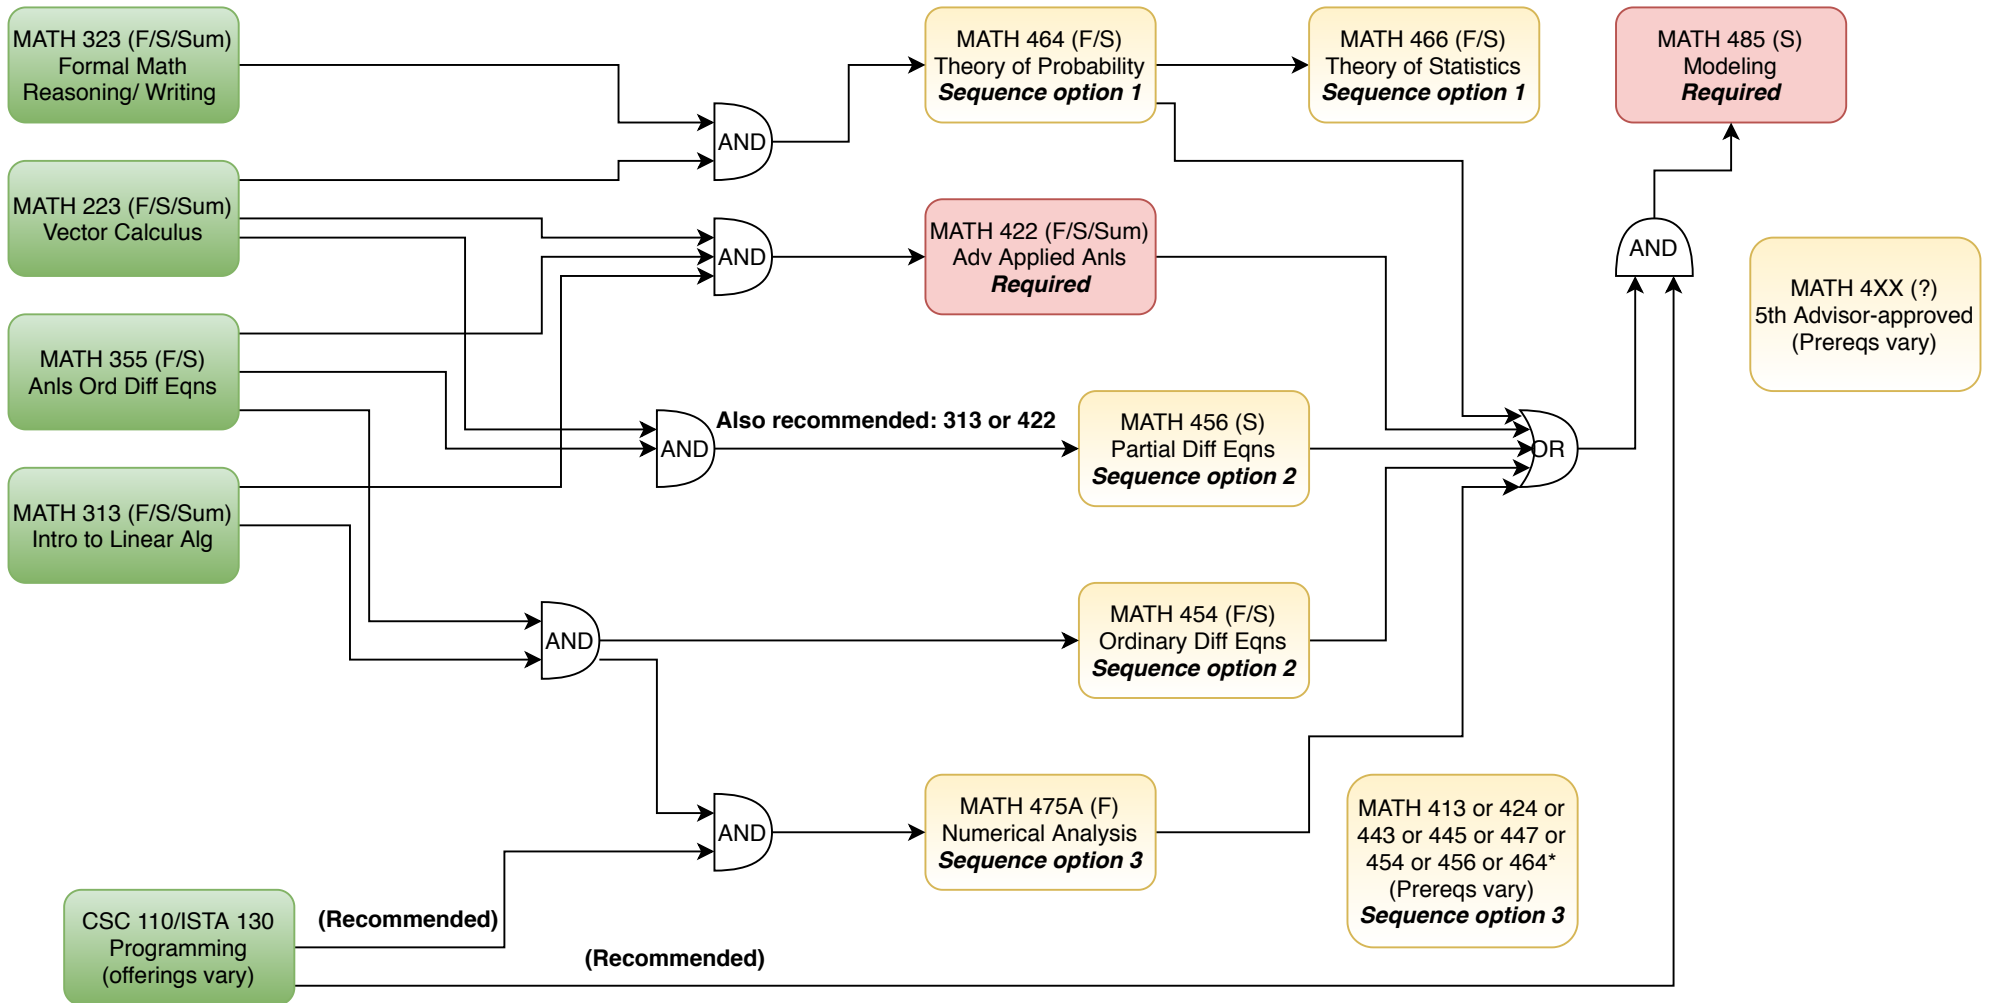 MATH 323 (F/S/Sum)
Formal Math
Reasoning/ Writing
MATH 464 (F/S)
Theory of Probability
Sequence option 1
MATH 466 (F/S)
Theory of Statistics
Sequence option 1
MATH 485 (S)
Modeling
Required
AND
MATH 223 (F/S/Sum)
Vector Calculus
AND
MATH 422 (F/S/Sum)
Adv Applied Anls
Required
AND
MATH 4XX (?)
5th Advisor-approved
(Prereqs vary)
MATH 355 (F/S)
Anls Ord Diff Eqns
AND
Also recommended: 313 or 422
MATH 456 (S)
Partial Diff Eqns
Sequence option 2
OR
MATH 313 (F/S/Sum)
Intro to Linear Alg
AND
MATH 454 (F/S)
Ordinary Diff Eqns
Sequence option 2
AND
MATH 475A (F)
Numerical Analysis
Sequence option 3
MATH 413 or 424 or
443 or 445 or 447 or
454 or 456 or 464*
(Prereqs vary)
Sequence option 3
CSC 110/ISTA 130
Programming
(offerings vary)
(Recommended)
(Recommended)